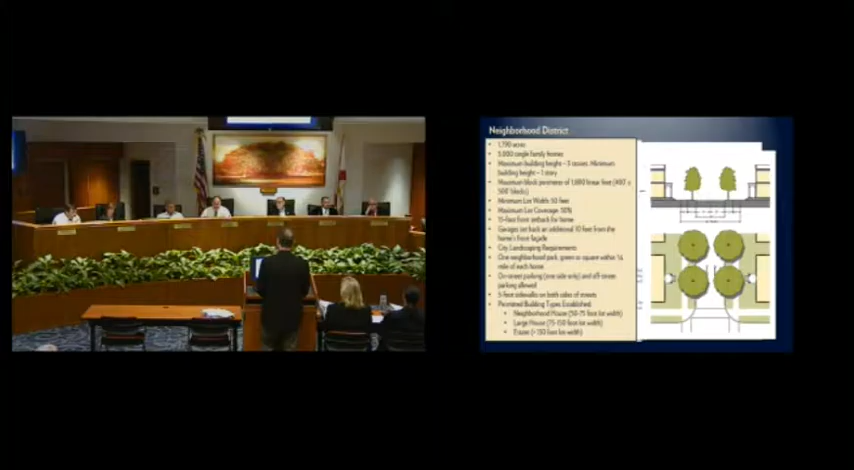 Neighborhood District
• 1,790 acres
• 5,000 single family homes
• Maximum building height – 3 stories. Minimum
building height – 1 story
• Maximum block perimeter of 1,800 linear feet (400' x
500' blocks)
• Minimum Lot Width: 50 feet
• Maximum Lot Coverage: 50%
• 15-foot front setback for home
• Garages set back an additional 10 feet from the
home's front façade
• City Landscaping Requirements
• One neighborhood park, green or square within ¼
mile of each home
• On-street parking (one side only) and off-street
parking allowed
• 5-foot sidewalks on both sides of streets
• Permitted Building Types Established
• Neighborhood House (50-75 foot lot width)
• Large House (75-150 foot lot width)
• Estate (>150 foot lot width)